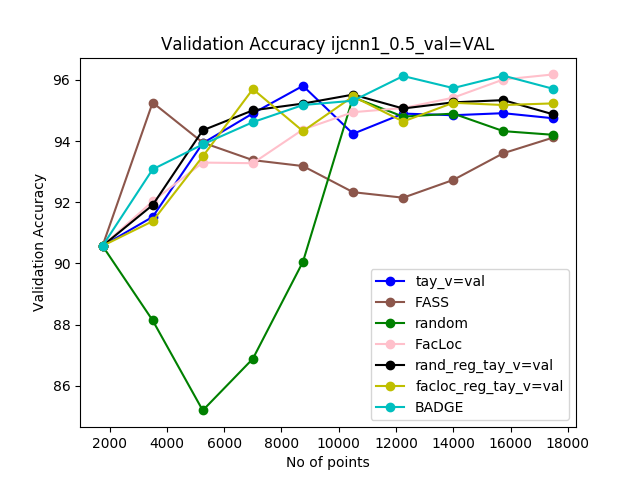 Validation Accuracy ijcnn1_0.5_val=VAL
96
94
92
90
88
86
Validation Accuracy
2000 4000 6000 8000 10000 12000 14000 16000 18000
No of points
tay_v=val
FASS
random
FacLoc
rand_reg_tay_v=val
facloc_reg_tay_v=val
BADGE